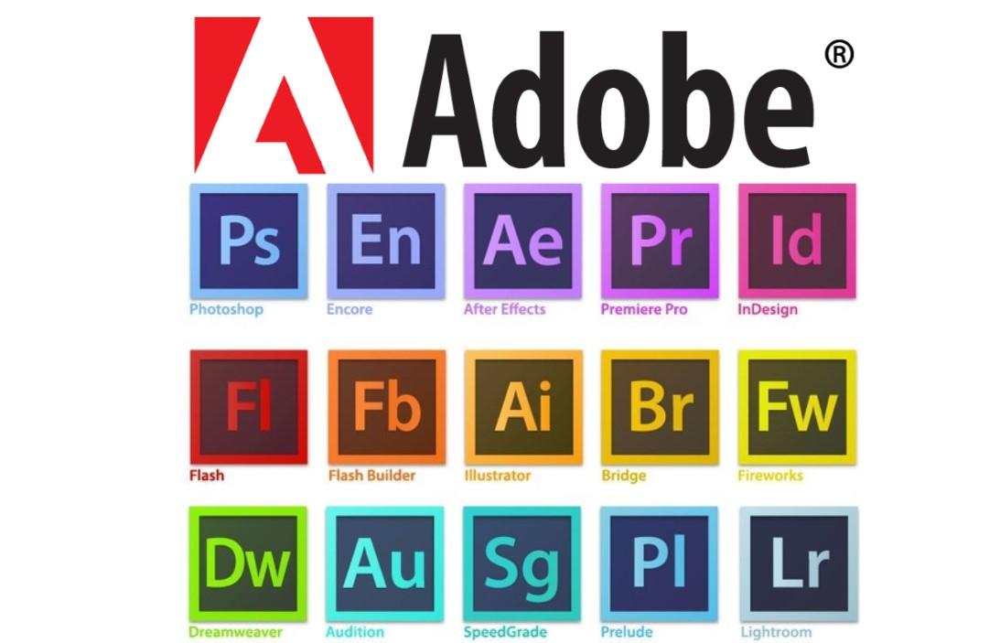 Adobe®
Ps En Ae Pr Id
Photoshop Encore After Effects Premiere Pro InDesign
Fl Fb Ai Br Fw
Flash Flash Builder Illustrator Bridge Fireworks
Dw Au Sg Pl Lr
Dreamweaver Audition SpeedGrade Prelude Lightroom